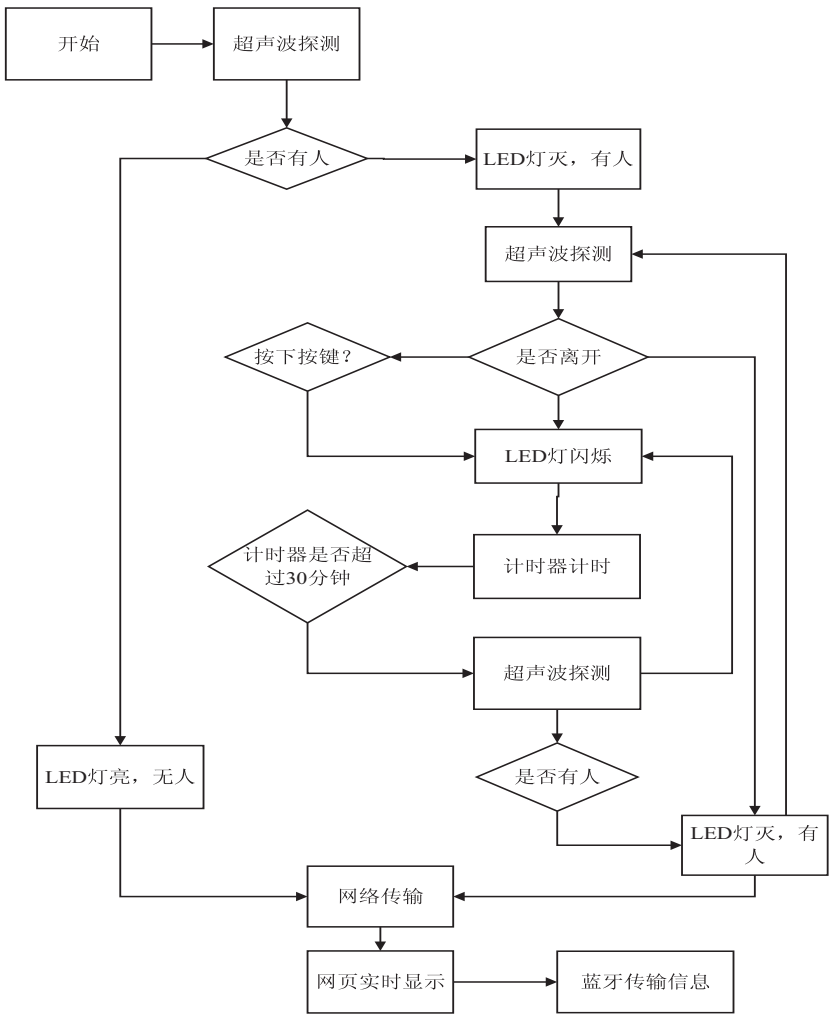 开始
超声波探测
是否有人
LED灯灭，有人
超声波探测
按下按键？
是否离开
LED灯闪烁
计时器是否超
过30分钟
计时器计时
超声波探测
LED灯亮，无人
是否有人
LED灯灭，有
人
网络传输
网页实时显示
蓝牙传输信息